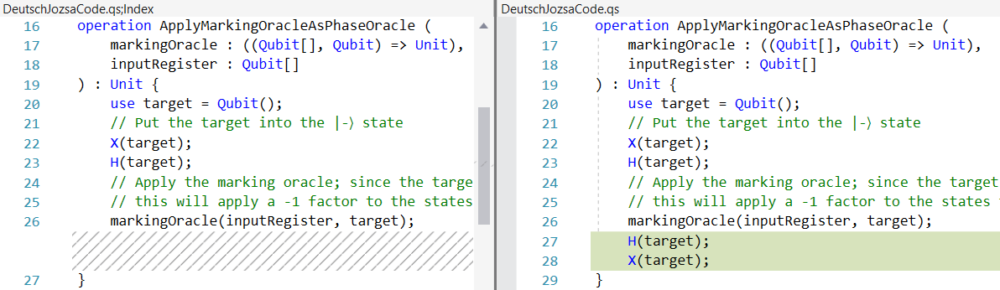 DeutschJozsaCode.qs;Index
16 operation ApplyMarkingOracleAsPhaseOracle (
17 markingOracle : ((Qubit[], Qubit) => Unit),
18 inputRegister : Qubit[]
19 ) : Unit {
20 use target = Qubit();
21 // Put the target into the |-⟩ state
22 X(target);
23 H(target);
24 // Apply the marking oracle; since the targe
25 // this will apply a -1 factor to the states
26 markingOracle(inputRegister, target);
27 }
DeutschJozsaCode.qs
16 operation ApplyMarkingOracleAsPhaseOracle (
17 markingOracle : ((Qubit[], Qubit) => Unit),
18 inputRegister : Qubit[]
19 ) : Unit {
20 use target = Qubit();
21 // Put the target into the |-⟩ state
22 X(target);
23 H(target);
24 // Apply the marking oracle; since the target
25 // this will apply a -1 factor to the states
26 markingOracle(inputRegister, target);
27 H(target);
28 X(target);
29 }